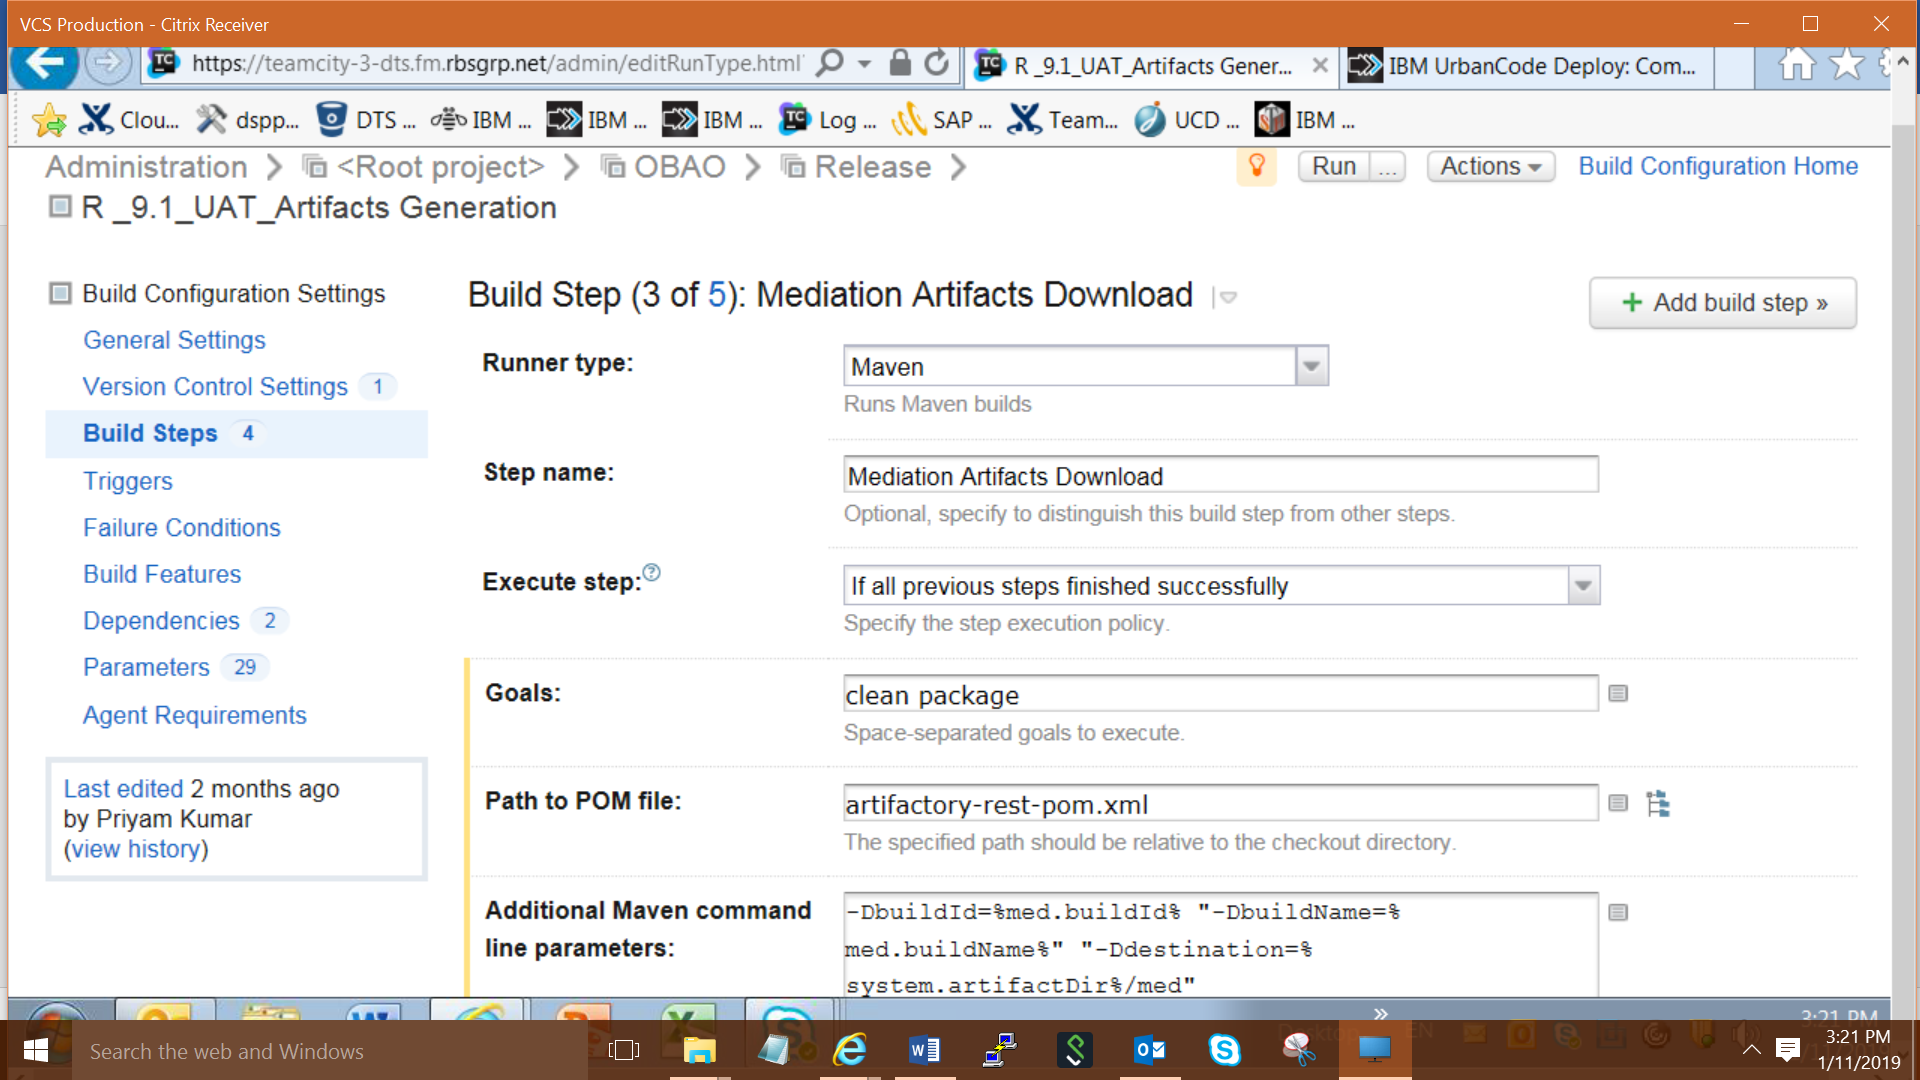 VCS Production - Citrix Receiver
https://teamcity-3-dts.fm.rbsgrp.net/admin/editRunType.html
R _9.1_UAT_Artifacts Gener...
IBM UrbanCode Deploy: Com...
Clou...
dspp...
DTS ...
IBM ...
IBM ...
IBM ...
Log ...
SAP ...
Team...
UCD ...
IBM ...
Administration > <Root project> > OBAO > Release >
Run ...
Actions
Build Configuration Home
R _9.1_UAT_Artifacts Generation
Build Configuration Settings
General Settings
Version Control Settings 1
Build Steps 4
Triggers
Failure Conditions
Build Features
Dependencies 2
Parameters 29
Agent Requirements
Last edited 2 months ago
by Priyam Kumar
(view history)
Build Step (3 of 5): Mediation Artifacts Download
+ Add build step »
Runner type:
Maven
Runs Maven builds
Step name:
Mediation Artifacts Download
Optional, specify to distinguish this build step from other steps.
Execute step:
If all previous steps finished successfully
Specify the step execution policy.
Goals:
clean package
Space-separated goals to execute.
Path to POM file:
artifactory-rest-pom.xml
The specified path should be relative to the checkout directory.
Additional Maven command
line parameters:
-DbuildId=%med.buildId% "-DbuildName=%
med.buildName%" "-Ddestination=%
system.artifactDir%/med"
3:21 PM
Desktop
EN
Search the web and Windows
3:21 PM
1/11/2019